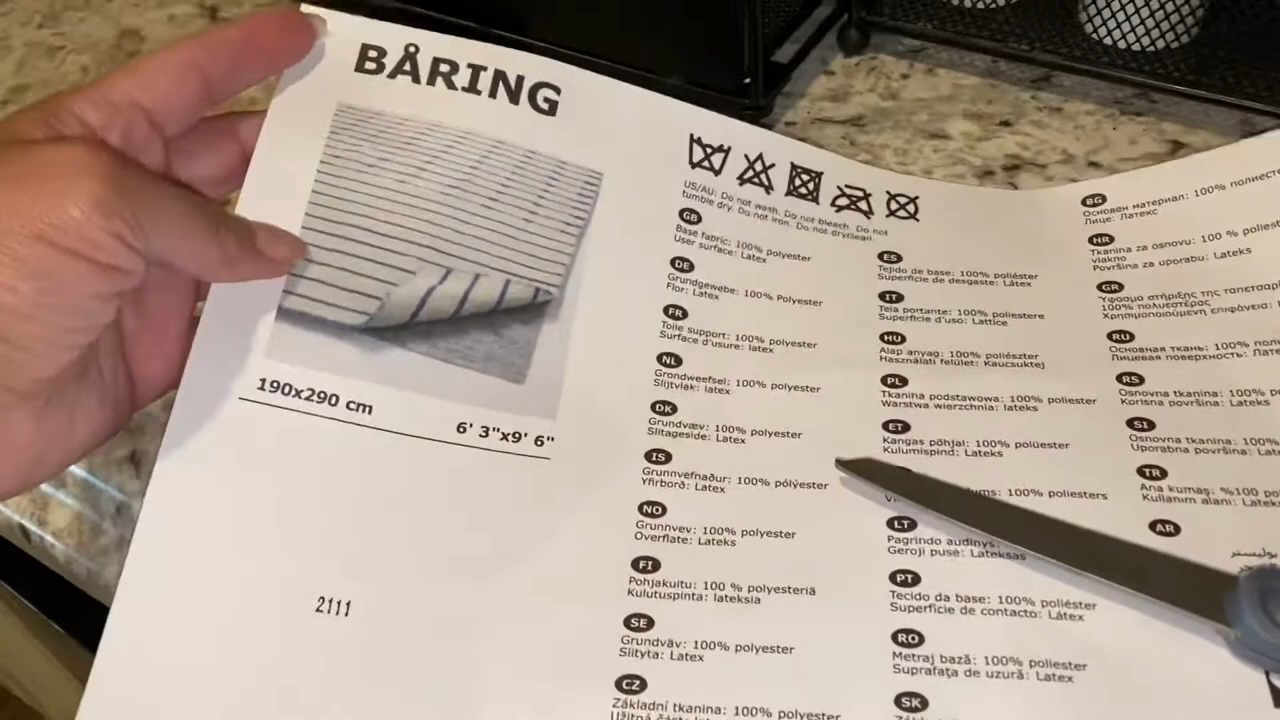 BÅRING
190x290 cm
6' 3"x9' 6"
2111
US/AU: Do not wash. Do not bleach. Do not
tumble dry. Do not iron. Do not dryclean.
GB
Base fabric: 100% polyester
User surface: Latex
DE
Grundgewebe: 100% Polyester
Flor: Latex
FR
Toile support: 100% polyester
Surface d'usure: latex
NL
Grondweefsel: 100% polyester
Slijtvlak: latex
DK
Grundvæv: 100% polyester
Slitageside: Latex
IS
Grunnvefnaður: 100% pólýester
Yfirborð: Latex
NO
Grunnvev: 100% polyester
Overflate: Lateks
FI
Pohjakuitu: 100 % polyesteriä
Kulutuspinta: lateksia
SE
Grundväv: 100% polyester
Slityta: Latex
CZ
Základní tkanina: 100% polyester
ES
Tejido de base: 100% poliéster
Superficie de desgaste: Látex
IT
Tela portante: 100% poliestere
Superficie d'uso: Lattice
HU
Alap anyag: 100% poliészter
Használati felület: Kaucsuktej
PL
Tkanina podstawowa: 100% poliester
Warstwa wierzchnia: lateks
ET
Kangas põhjal: 100% polüester
Kulumispind: Lateks
100% poliesters
LT
Pagrindo audinys:
Geroji pusė: Lateksas
PT
Tecido da base: 100% poliéster
Superfície de contacto: Látex
RO
Metraj bază: 100% poliester
Suprafaţa de uzură: Latex
SK
BG
Основен материал: 100%
Лице: Латекс
HR
Tkanina za osnovu: 100 %
vlakno
Površina za uporabu: Lateks
GR
Ύφασμα στήριξης της
100% πολυεστέρας
Χρησιμοποιούμενη επιφάνεια:
RU
Основная ткань: 100%
Лицевая поверхность:
RS
Osnovna tkanina: 100%
Korisna površina: Lateks
SI
Osnovna tkanina: 100%
Uporabna površina:
TR
Ana kumaş: %100
Kullanım alanı:
AR
بوليستر